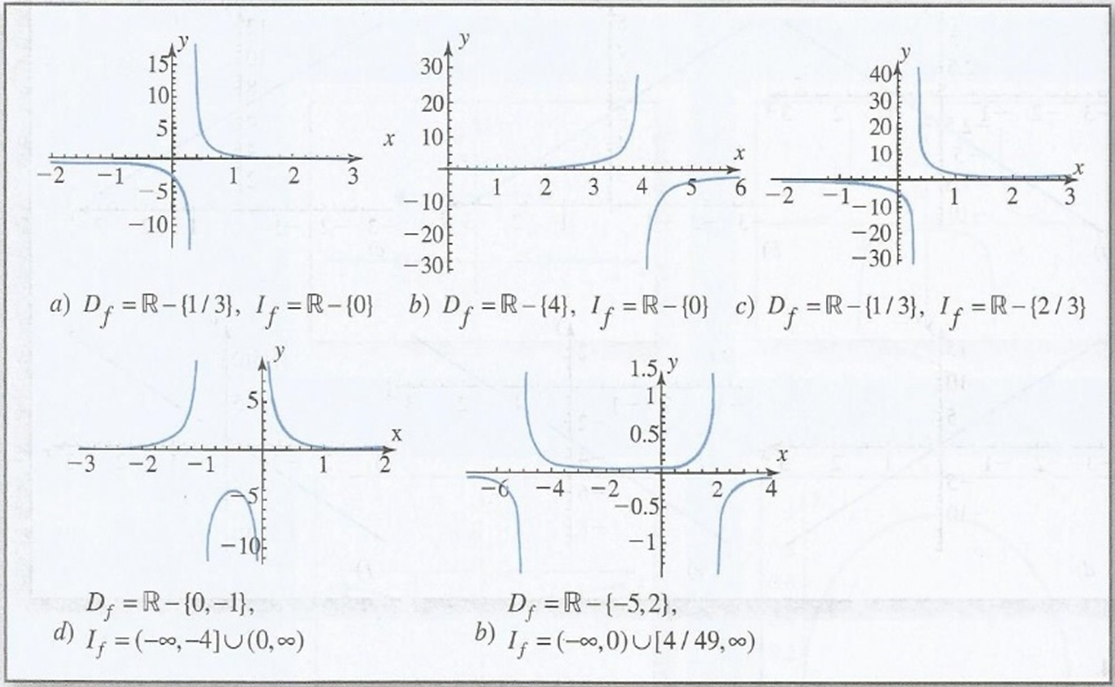 y
15
10
5
−5
−10
−2 −1 1 2 3
x
y
30
20
10
−10
−20
−30
1 2 3 4 5 6
x
y
40
30
20
10
−10
−20
−30
−2 −1 1 2 3
x
a) D_f = ℝ − {1/3}, I_f = ℝ − {0}
b) D_f = ℝ − {4}, I_f = ℝ − {0}
c) D_f = ℝ − {1/3}, I_f = ℝ − {2/3}
y
5
−5
−10
−3 −2 −1 1 2
x
1.5 y
1
0.5
−0.5
−1
−6 −4 −2 2 4
x
D_f = ℝ − {0,−1},
d) I_f = (−∞,−4] ∪ (0,∞)
D_f = ℝ − {−5,2},
b) I_f = (−∞,0) ∪ [4/49,∞)